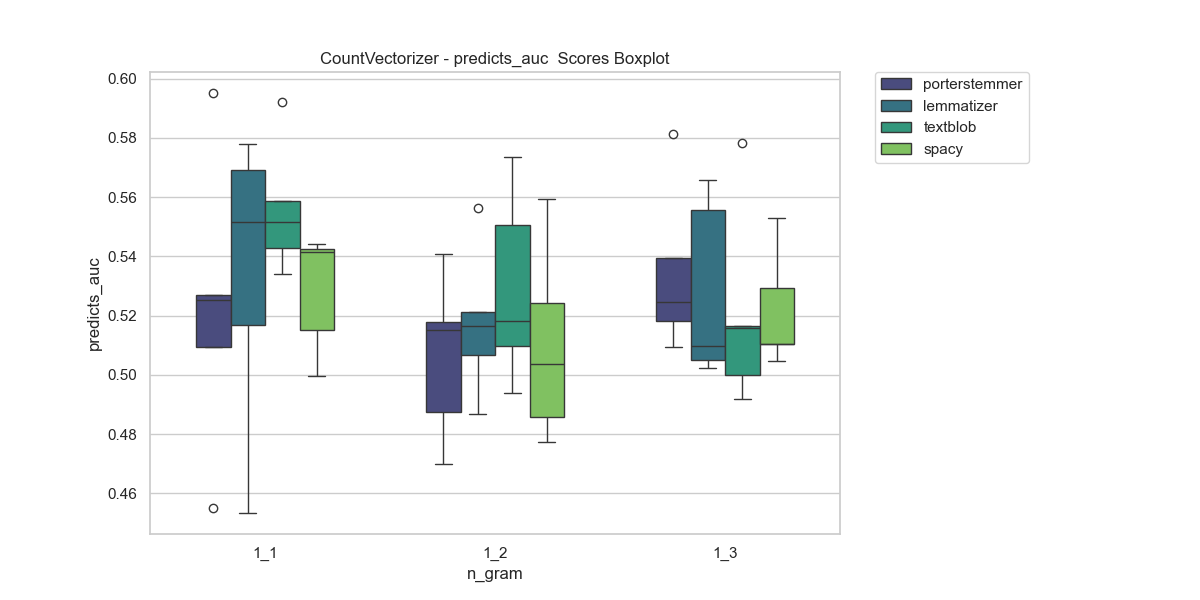 CountVectorizer - predicts_auc  Scores Boxplot
porterstemmer
lemmatizer
textblob
spacy
predicts_auc
0.60
0.58
0.56
0.54
0.52
0.50
0.48
0.46
1_1
1_2
1_3
n_gram